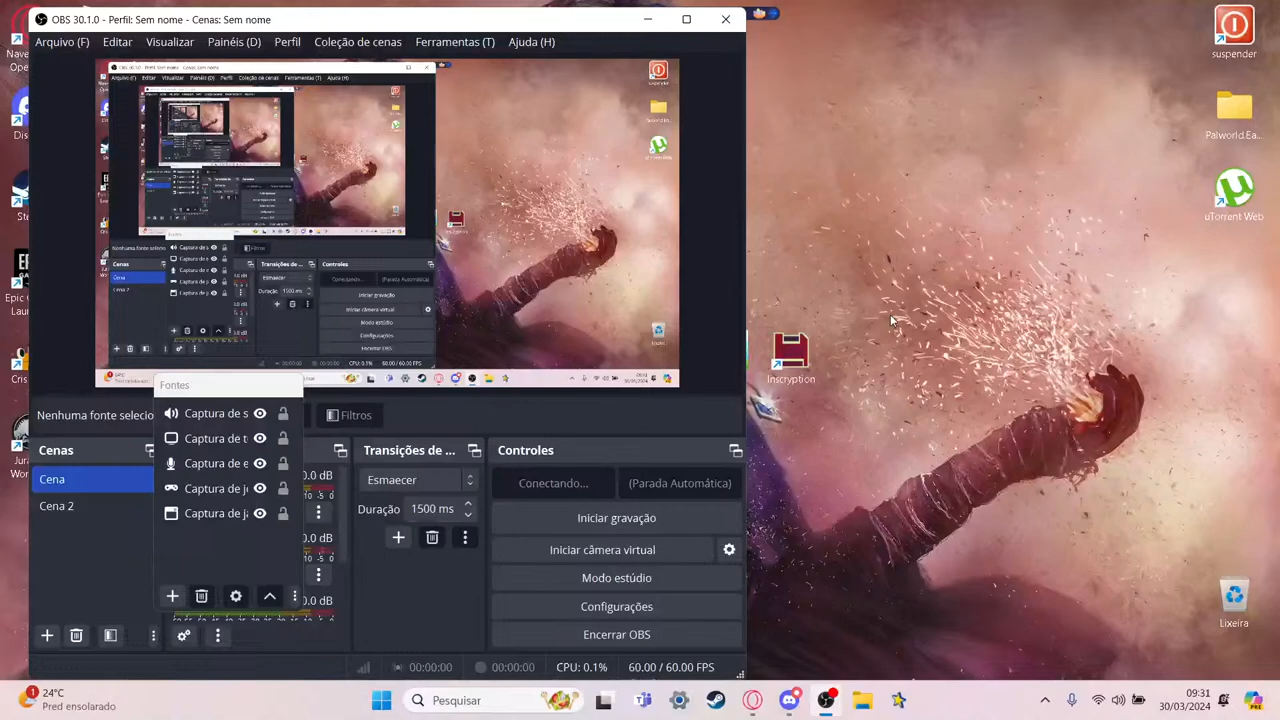 OBS 30.1.0 - Perfil: Sem nome - Cenas: Sem nome
Arquivo (F) Editar Visualizar Painéis (D) Perfil Coleção de cenas Ferramentas (T) Ajuda (H)
suspender
Palworld.Ea...
uTorrent Web
Inscryption
Lixeira
Nenhuma fonte selecio
Filtros
Fontes
Captura de s
Captura de t
Captura de e
Captura de j
Captura de j
Cenas
Cena
Cena 2
0.0 dB
0.0 dB
0.0 dB
Transições de ...
Esmaecer
Duração 1500 ms
Controles
Conectando...
(Parada Automática)
Iniciar gravação
Iniciar câmera virtual
Modo estúdio
Configurações
Encerrar OBS
00:00:00 00:00:00 CPU: 0.1% 60.00 / 60.00 FPS
1
24°C
Pred ensolarado
Pesquisar
09:31
30/03/2024